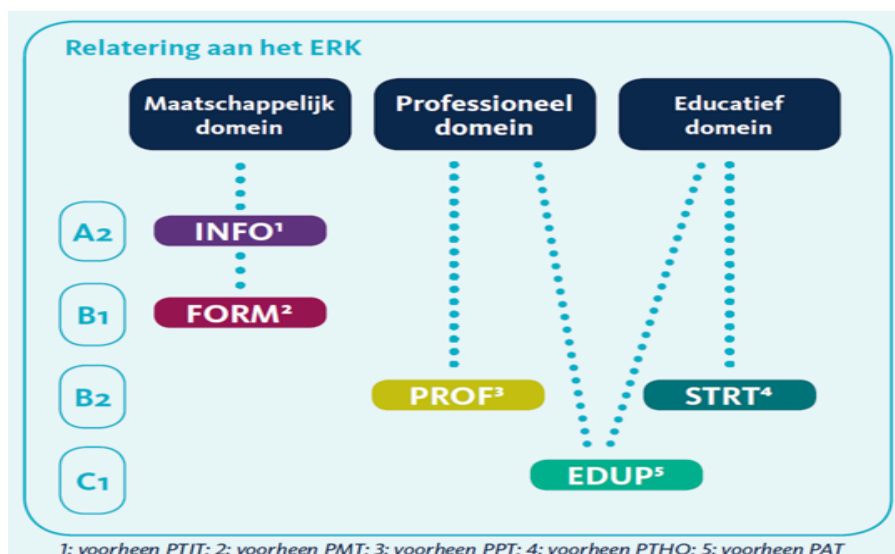 Relatering aan het ERK
Maatschappelijk
domein
Professioneel
domein
Educatief
domein
A2
INFO¹
B1
FORM²
B2
PROF³
STRT⁴
C1
EDUP⁵
1: voorheen PTIT; 2: voorheen PMT; 3: voorheen PPT; 4: voorheen PTHO; 5: voorheen PAT